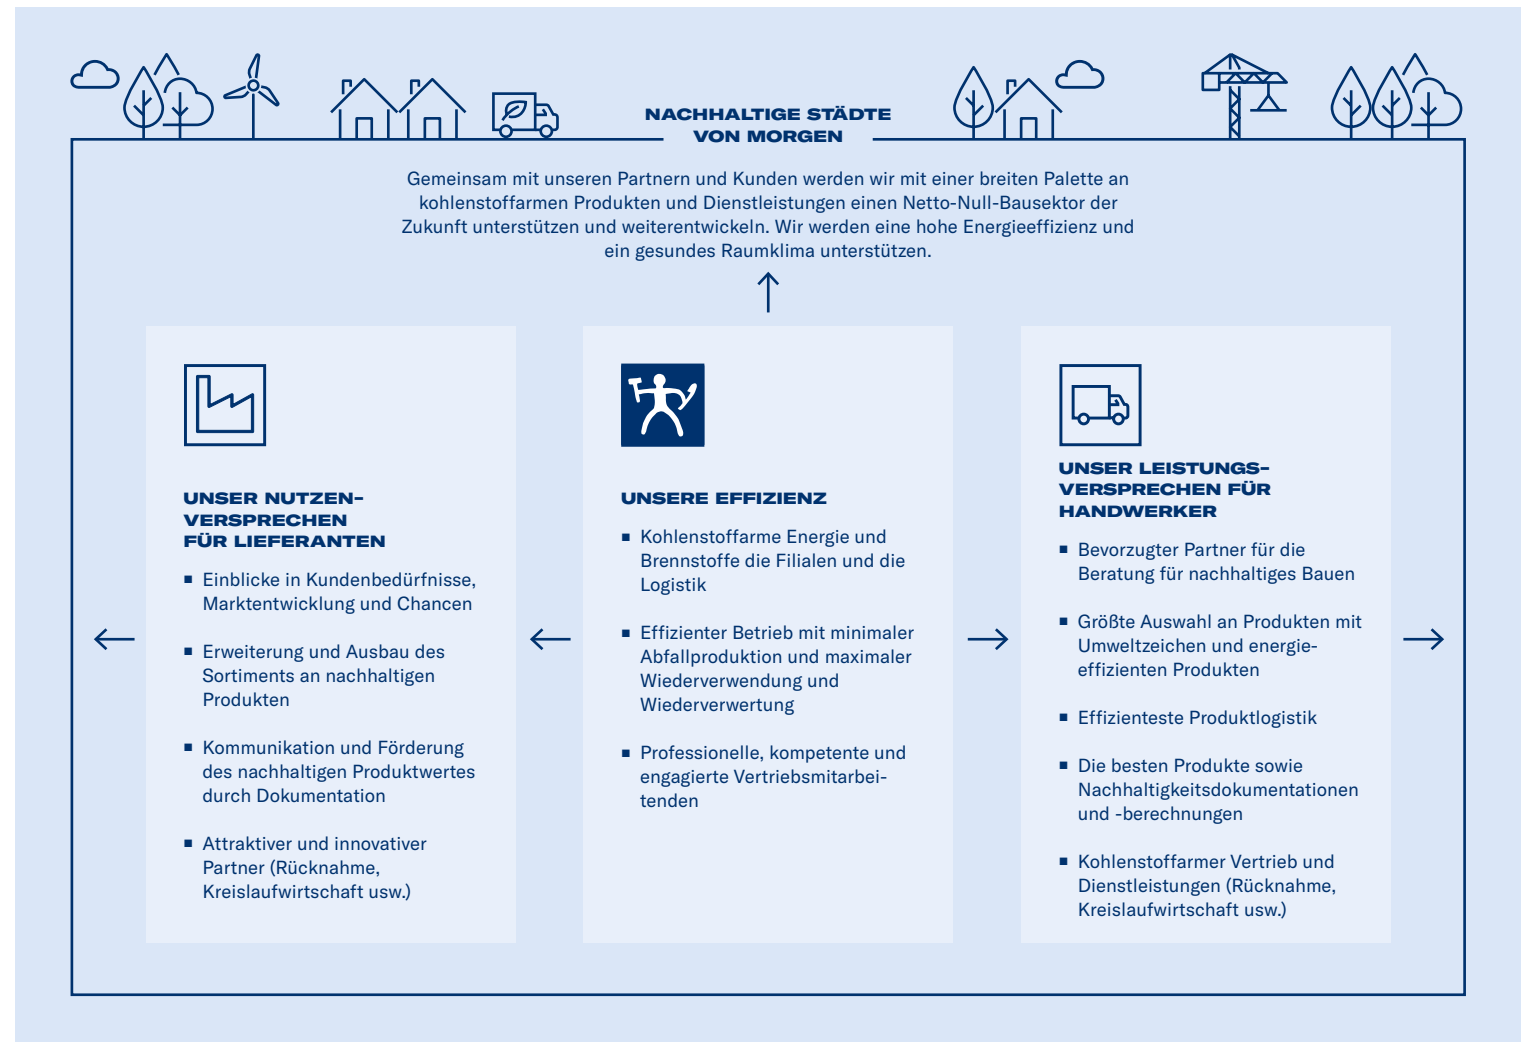 NACHHALTIGE STÄDTE
VON MORGEN
Gemeinsam mit unseren Partnern und Kunden werden wir mit einer breiten Palette an
kohlenstoffarmen Produkten und Dienstleistungen einen Netto-Null-Bausektor der
Zukunft unterstützen und weiterentwickeln. Wir werden eine hohe Energieeffizienz und
ein gesundes Raumklima unterstützen.
UNSER NUTZEN-
VERSPRECHEN
FÜR LIEFERANTEN
▪ Einblicke in Kundenbedürfnisse,
Marktentwicklung und Chancen
▪ Erweiterung und Ausbau des
Sortiments an nachhaltigen
Produkten
▪ Kommunikation und Förderung
des nachhaltigen Produktwertes
durch Dokumentation
▪ Attraktiver und innovativer
Partner (Rücknahme,
Kreislaufwirtschaft usw.)
UNSERE EFFIZIENZ
▪ Kohlenstoffarme Energie und
Brennstoffe die Filialen und die
Logistik
▪ Effizienter Betrieb mit minimaler
Abfallproduktion und maximaler
Wiederverwendung und
Wiederverwertung
▪ Professionelle, kompetente und
engagierte Vertriebsmitarbei-
tenden
UNSER LEISTUNGS-
VERSPRECHEN FÜR
HANDWERKER
▪ Bevorzugter Partner für die
Beratung für nachhaltiges Bauen
▪ Größte Auswahl an Produkten mit
Umweltzeichen und energie-
effizienten Produkten
▪ Effizienteste Produktlogistik
▪ Die besten Produkte sowie
Nachhaltigkeitsdokumentationen
und -berechnungen
▪ Kohlenstoffarmer Vertrieb und
Dienstleistungen (Rücknahme,
Kreislaufwirtschaft usw.)